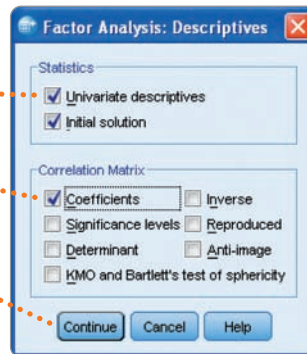 Factor Analysis: Descriptives
Statistics
Univariate descriptives
Initial solution
Correlation Matrix
Coefficients Inverse
Significance levels Reproduced
Determinant Anti-image
KMO and Bartlett's test of sphericity
Continue Cancel Help